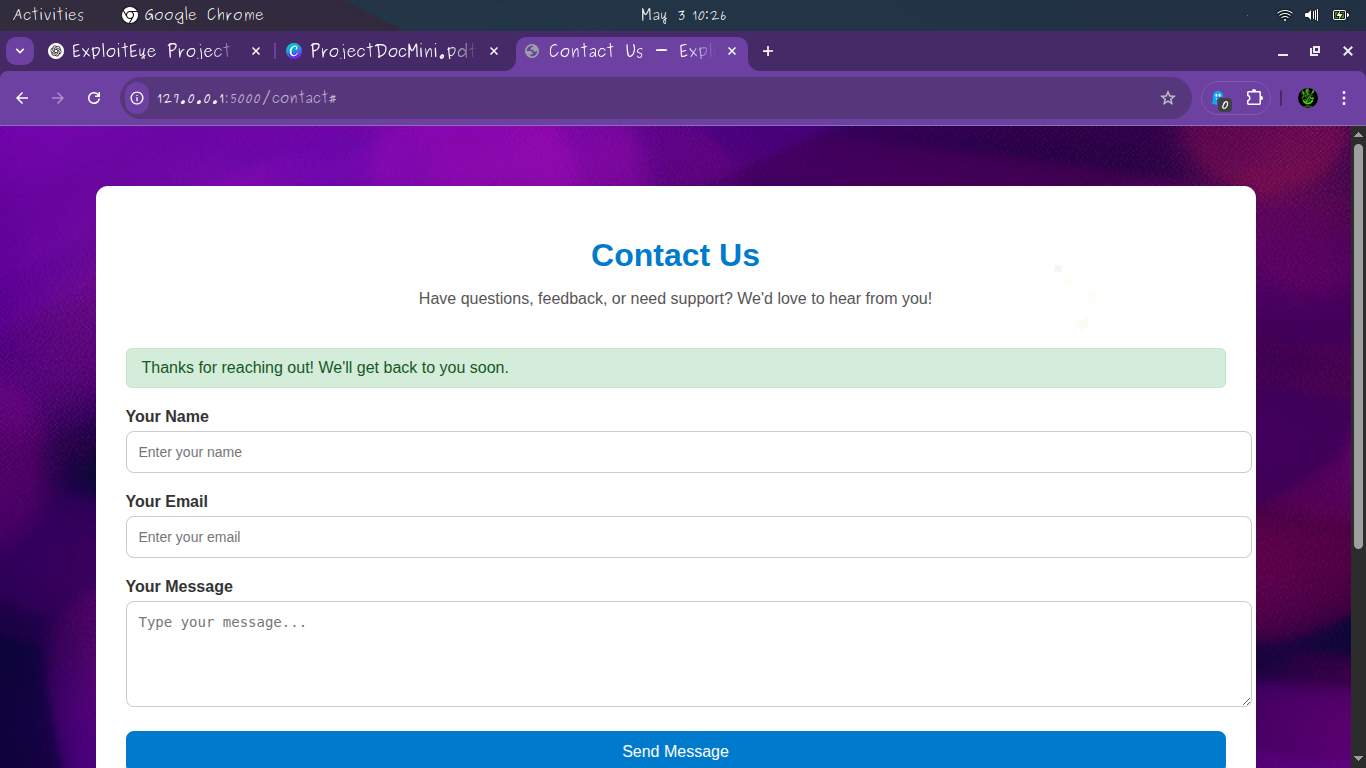 Activities Google Chrome May 3 10:26
ExploitEye Project ProjectDocMini.pdf Contact Us — Expl
127.0.0.1:5000/contact#
0
Contact Us
Have questions, feedback, or need support? We'd love to hear from you!
Thanks for reaching out! We'll get back to you soon.
Your Name
Enter your name
Your Email
Enter your email
Your Message
Type your message...
Send Message